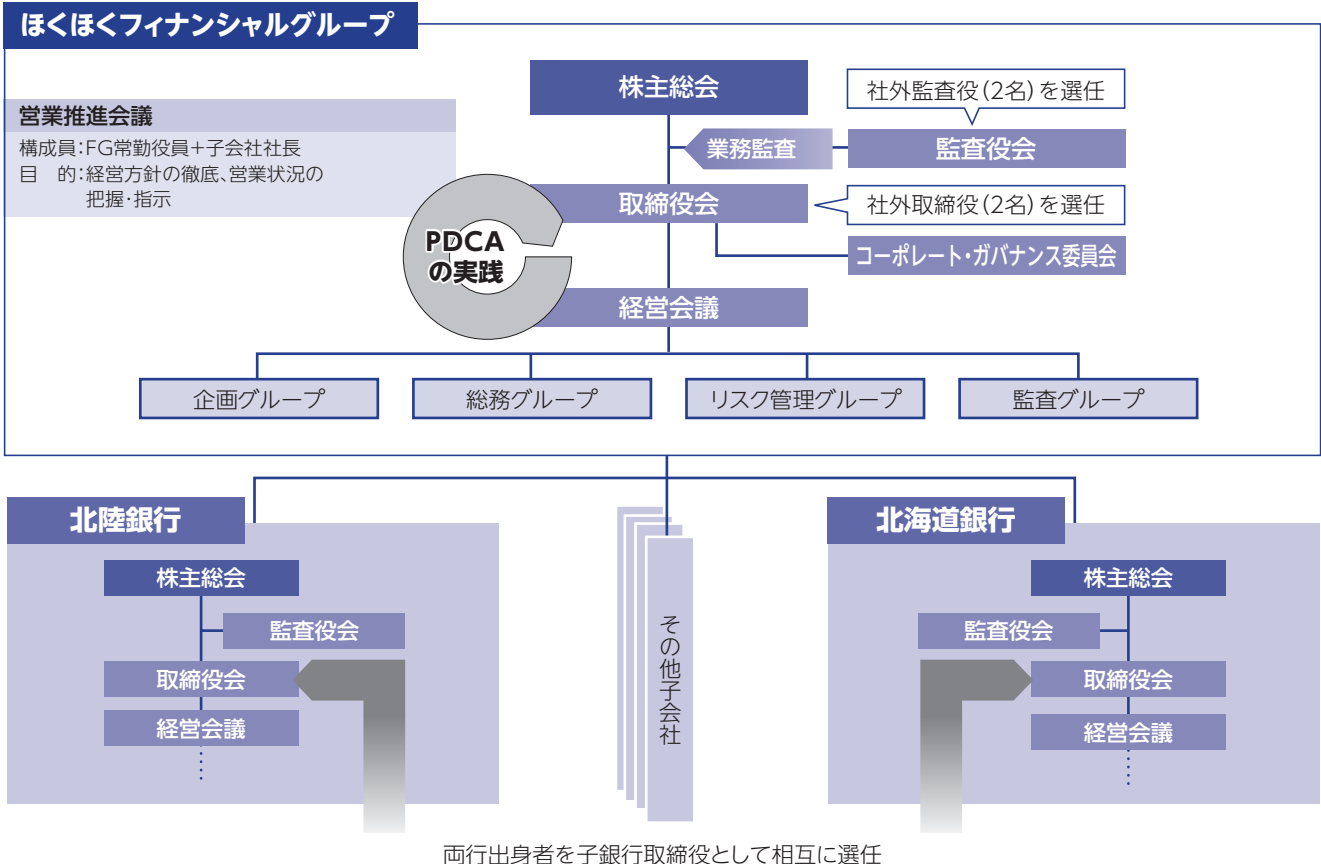 ほくほくフィナンシャルグループ
営業推進会議
構成員:FG常勤役員+子会社社長
目　的:経営方針の徹底、営業状況の
把握・指示
株主総会
社外監査役(2名)を選任
業務監査
監査役会
取締役会
社外取締役(2名)を選任
PDCA
の実践
コーポレート・ガバナンス委員会
経営会議
企画グループ
総務グループ
リスク管理グループ
監査グループ
北陸銀行
株主総会
監査役会
取締役会
経営会議
その他子会社
北海道銀行
株主総会
監査役会
取締役会
経営会議
両行出身者を子銀行取締役として相互に選任